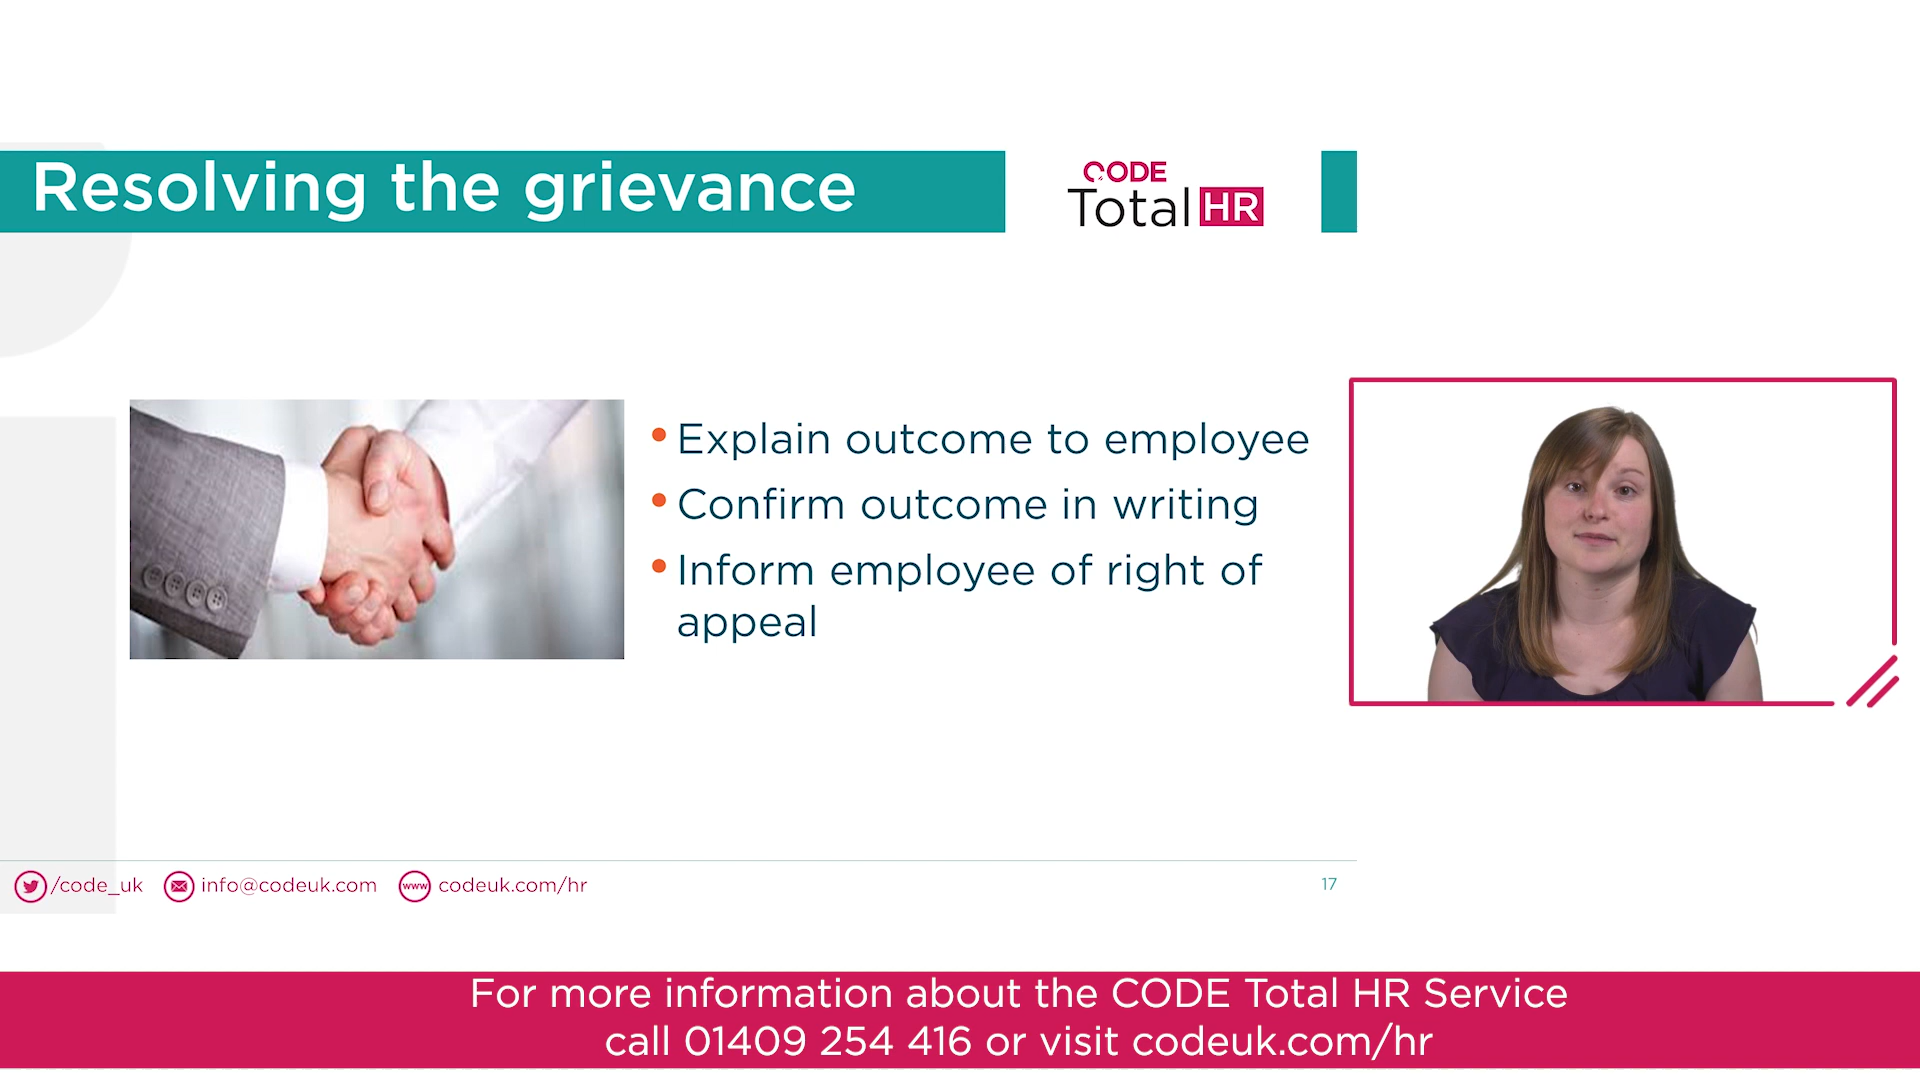 Resolving the grievance
CODE
Total HR
• Explain outcome to employee
• Confirm outcome in writing
• Inform employee of right of
appeal
/code_uk info@codeuk.com www codeuk.com/hr
17
For more information about the CODE Total HR Service
call 01409 254 416 or visit codeuk.com/hr